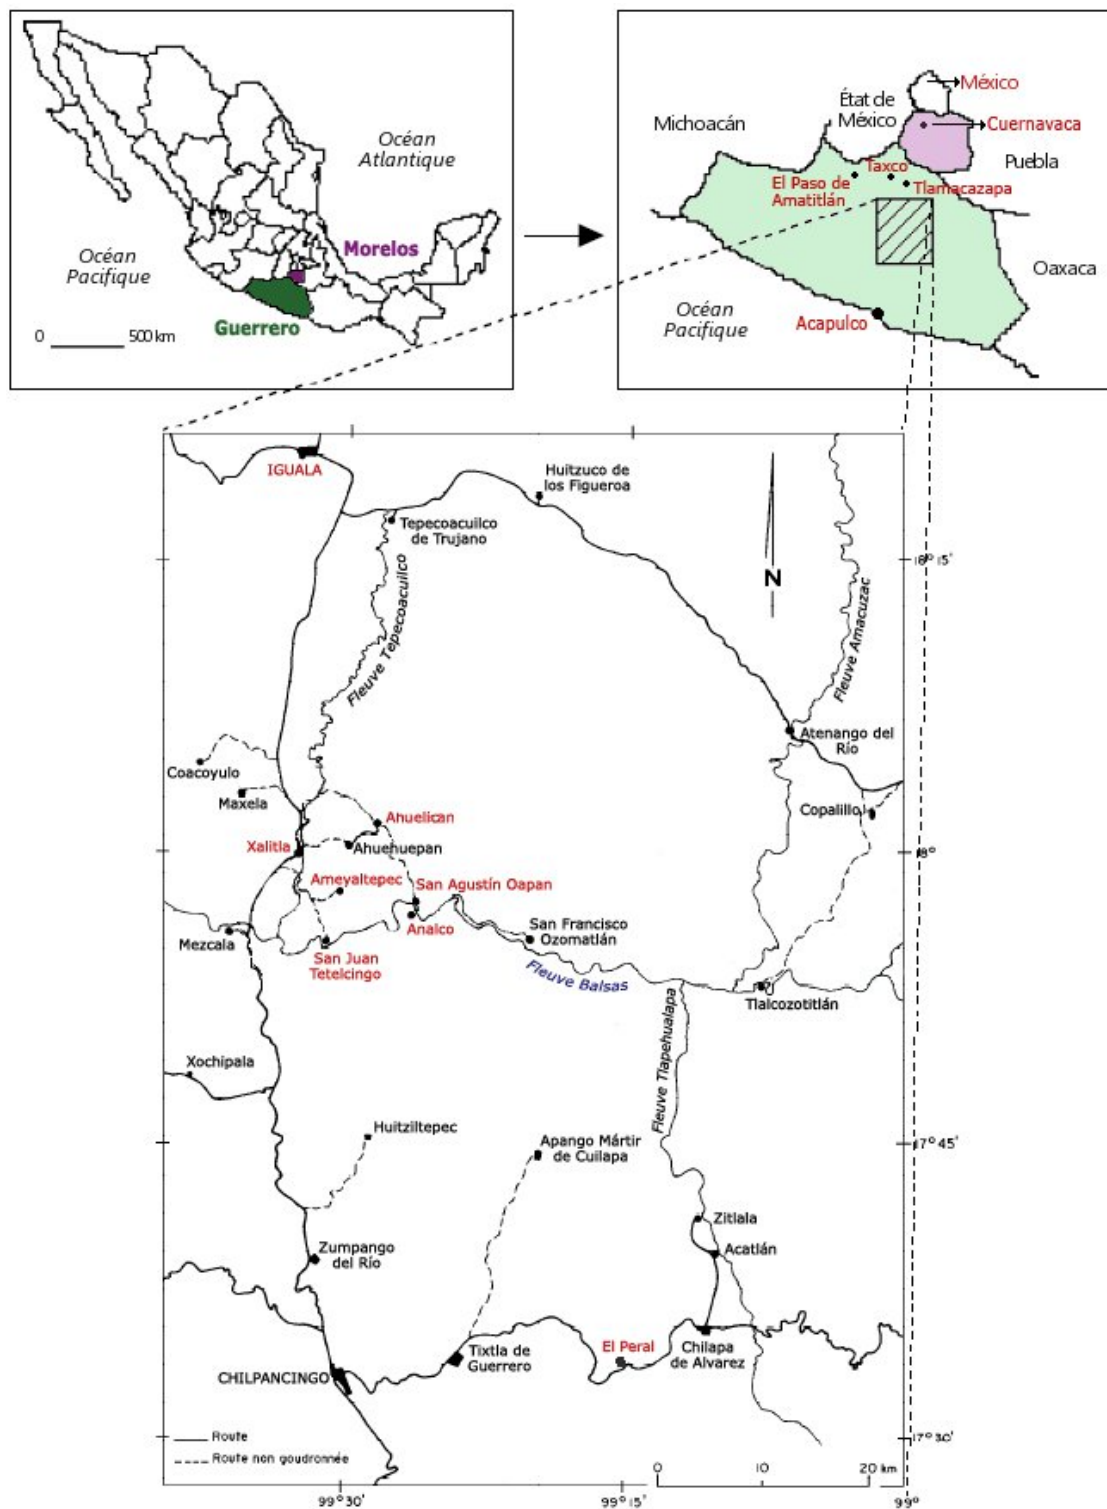 Océan
Atlantique
Océan
Pacifique
Morelos
Guerrero
0 500 km
México
État de
México
Michoacán
Cuernavaca
Puebla
Taxco
El Paso de
Amatitlán
Tlamacazapa
Oaxaca
Océan
Pacifique
Acapulco
IGUALA
Huitzuco de
los Figueroa
Tepecoacuilco
de Trujano
18°15'
N
Fleuve Tepecoacuilco
Fleuve Amacuzac
Atenango del
Río
Coacoyulo
Maxela
Copalillo
Ahuelican
Xalitla
Ahuehuepan
18°
Ameyaltepec
San Agustín Oapan
Analco
San Francisco
Ozomatlán
Mezcala
San Juan
Tetelcingo
Fleuve Balsas
Tlalcozotitlán
Xochipala
Fleuve Tlapehualapa
Huitziltepec
Apango Mártir
de Cuilapa
17°45'
Zitlala
Acatlán
Zumpango
del Río
El Peral
Tixtla de
Guerrero
Chilapa
de Alvarez
CHILPANCINGO
Route
Route non goudronnée
17°30'
0 10 20 km
99°30'
99°15'
99°